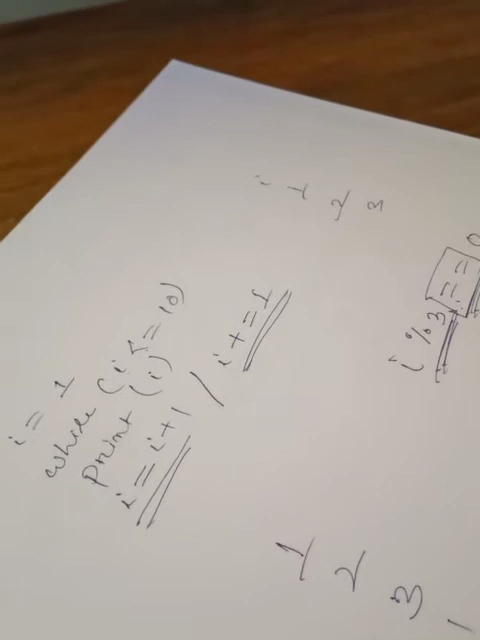 i = 1
while (i <= 10)
print (i)
i = i+1 / i+=1
i 1 2 3
i%3 == 0
1 2 3